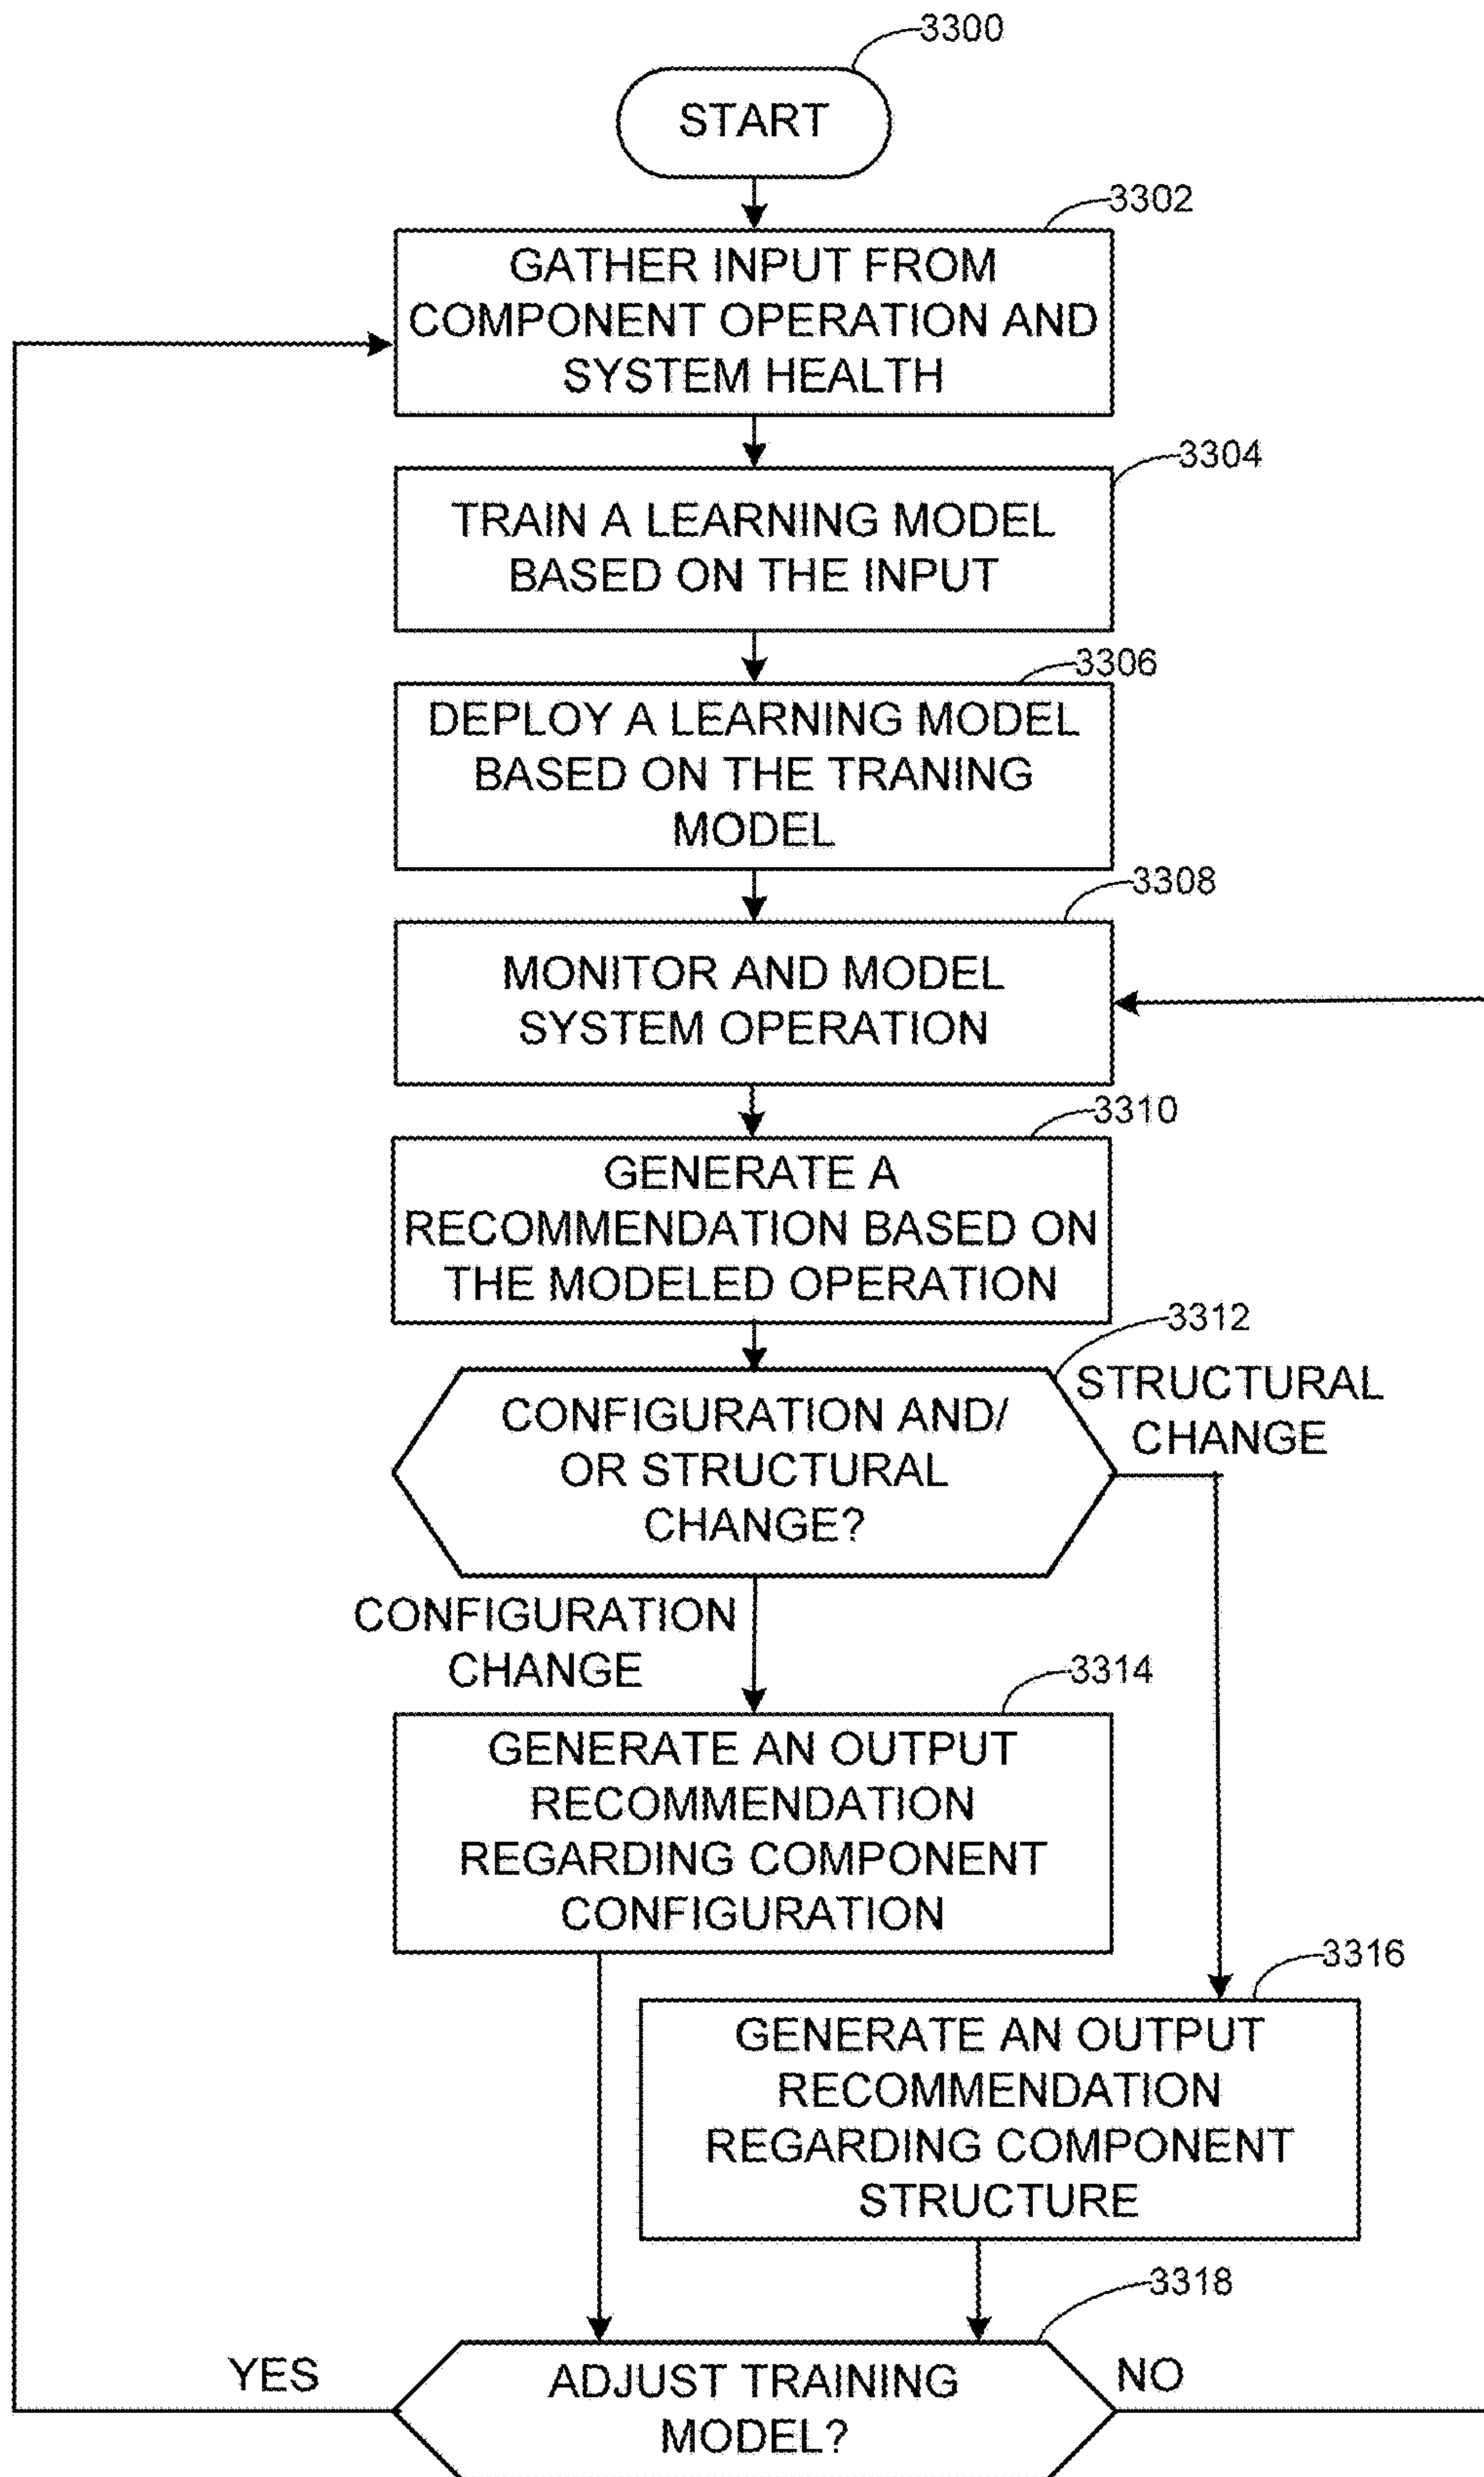 3300
START
3302
GATHER INPUT FROM
COMPONENT OPERATION AND
SYSTEM HEALTH
3304
TRAIN A LEARNING MODEL
BASED ON THE INPUT
3306
DEPLOY A LEARNING MODEL
BASED ON THE TRANING
MODEL
3308
MONITOR AND MODEL
SYSTEM OPERATION
3310
GENERATE A
RECOMMENDATION BASED ON
THE MODELED OPERATION
3312
CONFIGURATION AND/
OR STRUCTURAL
CHANGE?
STRUCTURAL
CHANGE
CONFIGURATION
CHANGE
3314
GENERATE AN OUTPUT
RECOMMENDATION
REGARDING COMPONENT
CONFIGURATION
3316
GENERATE AN OUTPUT
RECOMMENDATION
REGARDING COMPONENT
STRUCTURE
3318
YES
ADJUST TRAINING
MODEL?
NO